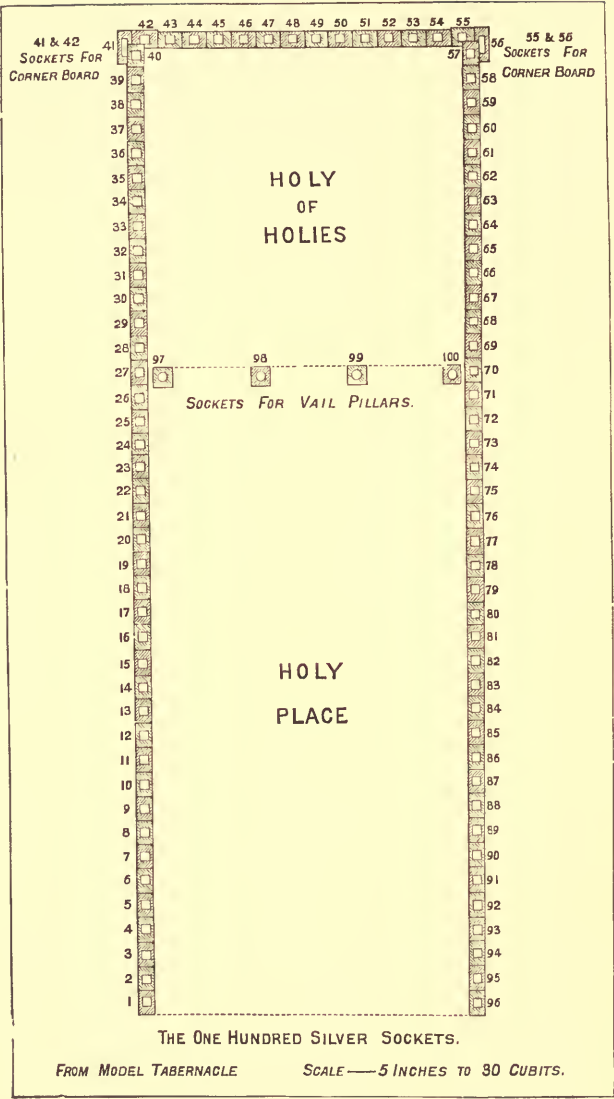 42 43 44 45 46 47 48 49 50 51 52 53 54 55
41 & 42
SOCKETS FOR
CORNER BOARD
41
40
57
56
55 & 56
SOCKETS FOR
CORNER BOARD
39 58
38 59
37 60
36 61
35 62
34 63
33 64
32 65
31 66
30 67
29 68
28 69
27 70
26 71
25 72
24 73
23 74
22 75
21 76
20 77
19 78
18 79
17 80
16 81
15 82
14 83
13 84
12 85
11 86
10 87
9 88
8 89
7 90
6 91
5 92
4 93
3 94
2 95
1 96
HOLY
OF
HOLIES
97 98 99 100
SOCKETS FOR VAIL PILLARS.
HOLY
PLACE
THE ONE HUNDRED SILVER SOCKETS.
FROM MODEL TABERNACLE SCALE—5 INCHES TO 30 CUBITS.